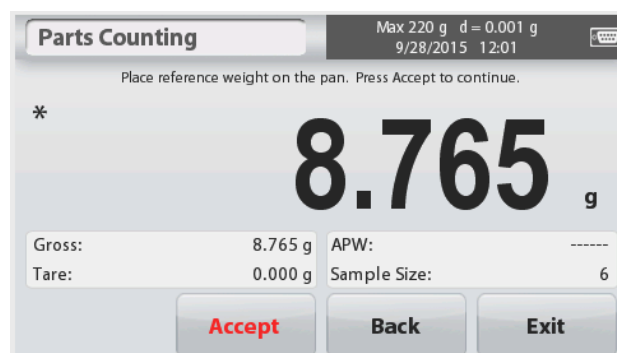 Parts Counting
Max 220 g d = 0.001 g
9/28/2015 12:01
Place reference weight on the pan. Press Accept to continue.
*
8.765 g
Gross: 8.765 g APW: ------
Tare: 0.000 g Sample Size: 6
Accept Back Exit